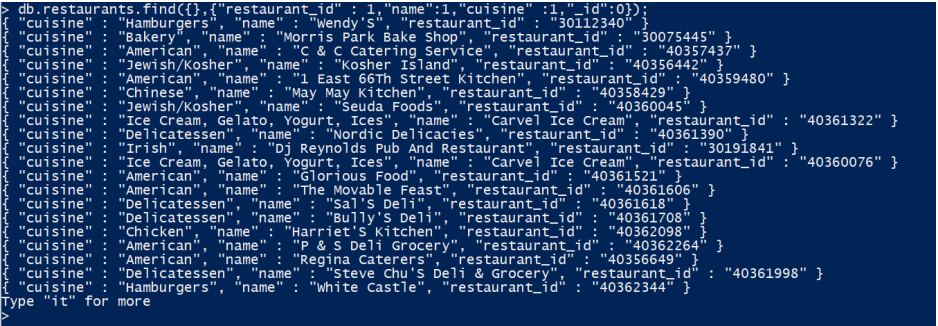 > db.restaurants.find({},{"restaurant_id" : 1,"name":1,"cuisine" :1,"_id":0});
{ "cuisine" : "Hamburgers", "name" : "Wendy'S", "restaurant_id" : "30112340" }
{ "cuisine" : "Bakery", "name" : "Morris Park Bake Shop", "restaurant_id" : "30075445" }
{ "cuisine" : "American", "name" : "C & C Catering Service", "restaurant_id" : "40357437" }
{ "cuisine" : "Jewish/Kosher", "name" : "Kosher Island", "restaurant_id" : "40356442" }
{ "cuisine" : "American", "name" : "1 East 66Th Street Kitchen", "restaurant_id" : "40359480" }
{ "cuisine" : "Chinese", "name" : "May May Kitchen", "restaurant_id" : "40358429" }
{ "cuisine" : "Jewish/Kosher", "name" : "Seuda Foods", "restaurant_id" : "40360045" }
{ "cuisine" : "Ice Cream, Gelato, Yogurt, Ices", "name" : "Carvel Ice Cream", "restaurant_id" : "40361322" }
{ "cuisine" : "Delicatessen", "name" : "Nordic Delicacies", "restaurant_id" : "40361390" }
{ "cuisine" : "Irish", "name" : "Dj Reynolds Pub And Restaurant", "restaurant_id" : "30191841" }
{ "cuisine" : "Ice Cream, Gelato, Yogurt, Ices", "name" : "Carvel Ice Cream", "restaurant_id" : "40360076" }
{ "cuisine" : "American", "name" : "Glorious Food", "restaurant_id" : "40361521" }
{ "cuisine" : "American", "name" : "The Movable Feast", "restaurant_id" : "40361606" }
{ "cuisine" : "Delicatessen", "name" : "Sal'S Deli", "restaurant_id" : "40361618" }
{ "cuisine" : "Delicatessen", "name" : "Bully'S Deli", "restaurant_id" : "40361708" }
{ "cuisine" : "Chicken", "name" : "Harriet'S Kitchen", "restaurant_id" : "40362098" }
{ "cuisine" : "American", "name" : "P & S Deli Grocery", "restaurant_id" : "40362264" }
{ "cuisine" : "American", "name" : "Regina Caterers", "restaurant_id" : "40356649" }
{ "cuisine" : "Delicatessen", "name" : "Steve Chu'S Deli & Grocery", "restaurant_id" : "40361998" }
{ "cuisine" : "Hamburgers", "name" : "White Castle", "restaurant_id" : "40362344" }
Type "it" for more
>